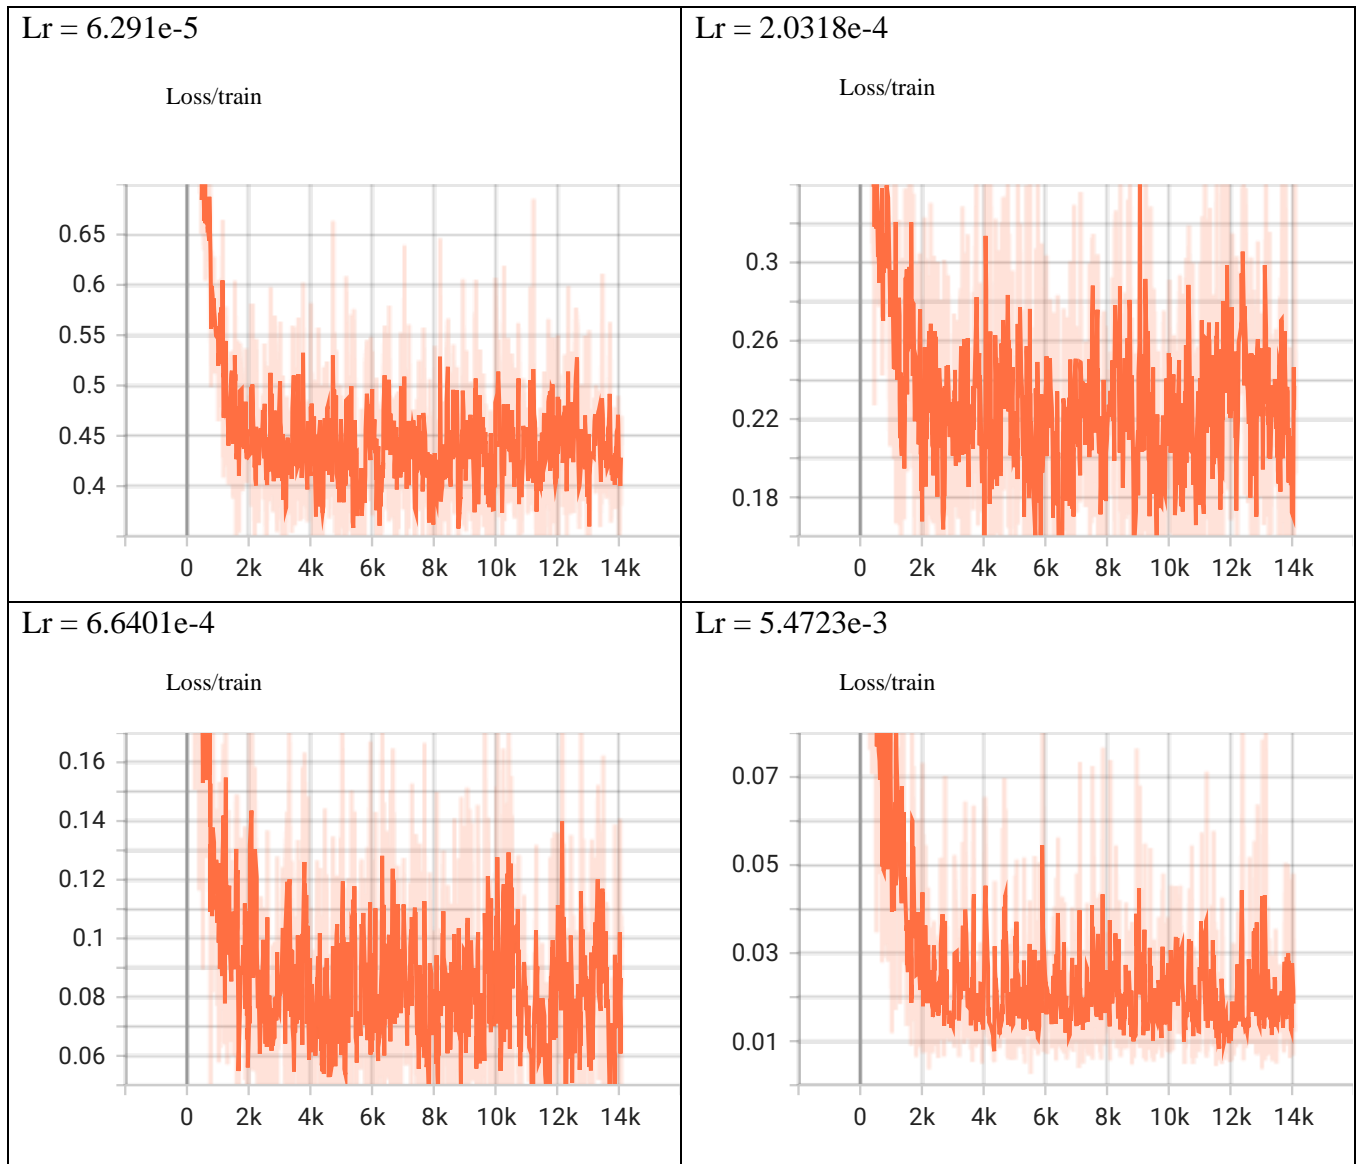 Lr = 6.291e-5
Loss/train
0.65
0.6
0.55
0.5
0.45
0.4
0 2k 4k 6k 8k 10k 12k 14k
Lr = 2.0318e-4
Loss/train
0.3
0.26
0.22
0.18
0 2k 4k 6k 8k 10k 12k 14k
Lr = 6.6401e-4
Loss/train
0.16
0.14
0.12
0.1
0.08
0.06
0 2k 4k 6k 8k 10k 12k 14k
Lr = 5.4723e-3
Loss/train
0.07
0.05
0.03
0.01
0 2k 4k 6k 8k 10k 12k 14k